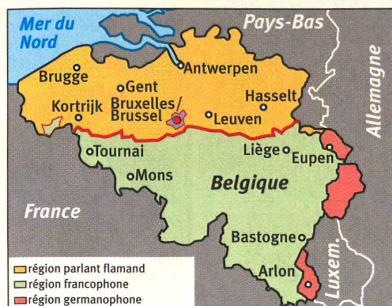 Mer du
Nord
Pays-Bas
Allemagne
Brugge
Antwerpen
Gent
Bruxelles/
Brussel
Hasselt
Kortrijk
Leuven
Tournai
Liège
Eupen
Mons
Belgique
France
Bastogne
Arlon
Luxem.
région parlant flamand
région francophone
région germanophone